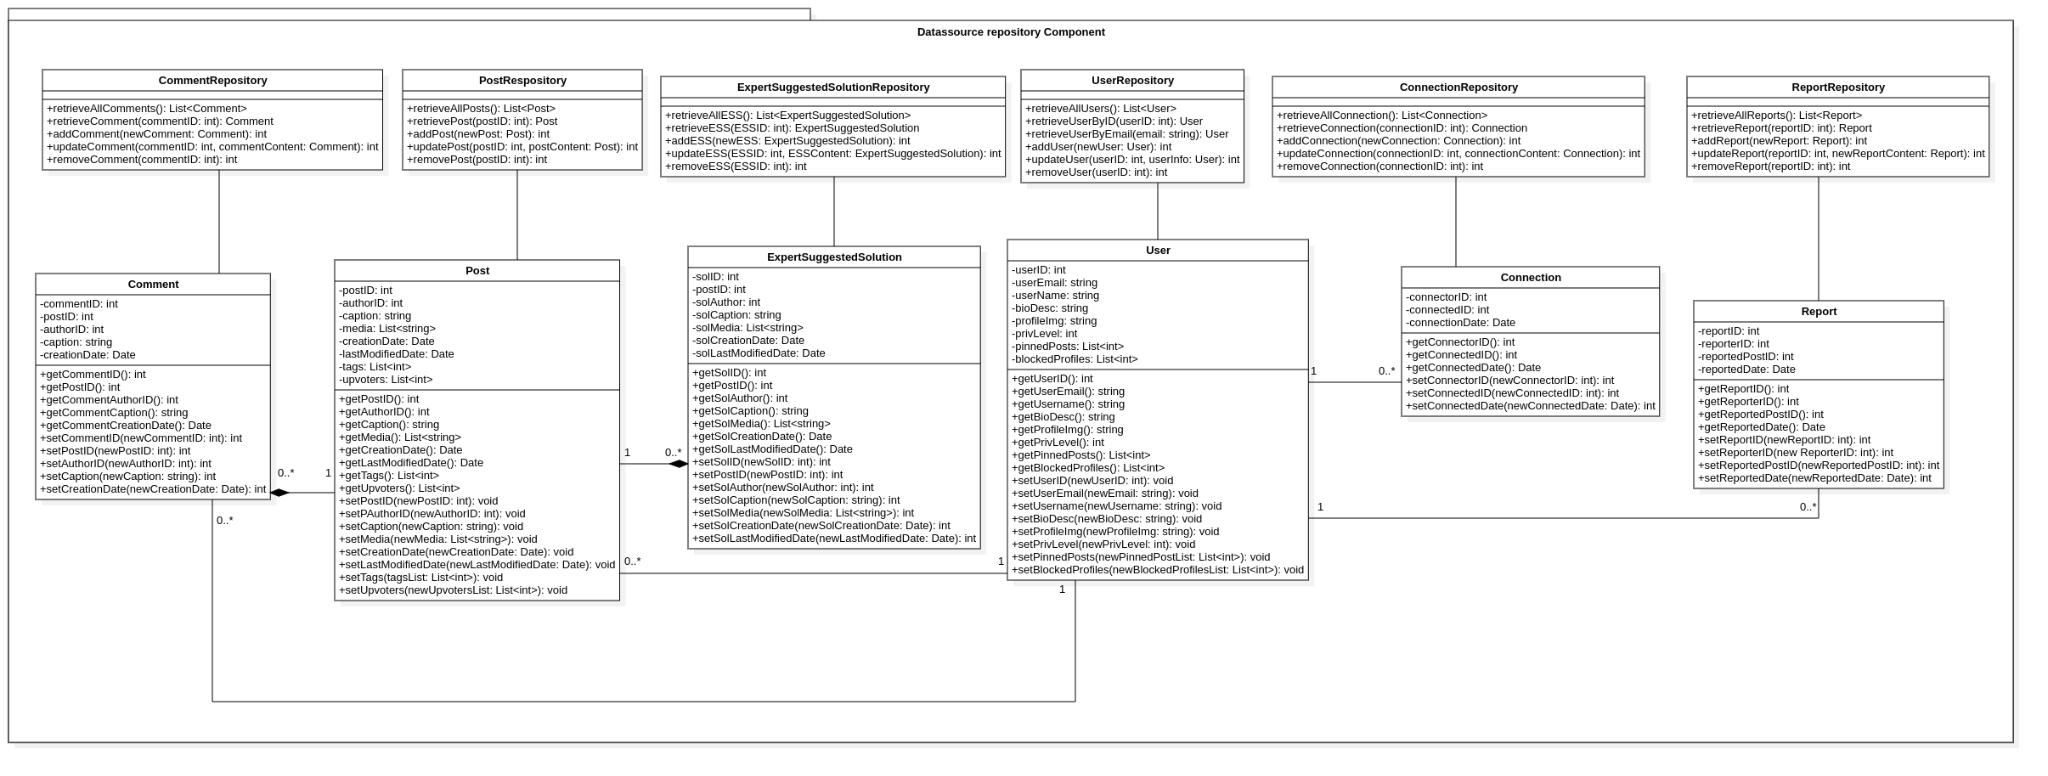 Datassource repository Component
CommentRepository
+retrieveAllComments(): List<Comment>
+retrieveComment(commentID: int): Comment
+addComment(newComment: Comment): int
+updateComment(commentID: int, commentContent: Comment): int
+removeComment(commentID: int): int
PostRespository
+retrieveAllPosts(): List<Post>
+retrievePost(postID: int): Post
+addPost(newPost: Post): int
+updatePost(postID: int, postContent: Post): int
+removePost(postID: int): int
ExpertSuggestedSolutionRepository
+retrieveAllESS(): List<ExpertSuggestedSolution>
+retrieveESS(ESSID: int): ExpertSuggestedSolution
+addESS(newESS: ExpertSuggestedSolution): int
+updateESS(ESSID: int, ESSContent: ExpertSuggestedSolution): int
+removeESS(ESSID: int): int
UserRepository
+retrieveAllUsers(): List<User>
+retrieveUserByID(userID: int): User
+retrieveUserByEmail(email: string): User
+addUser(newUser: User): int
+updateUser(userID: int, userInfo: User): int
+removeUser(userID: int): int
ConnectionRepository
+retrieveAllConnection(): List<Connection>
+retrieveConnection(connectionID: int): Connection
+addConnection(newConnection: Connection): int
+updateConnection(connectionID: int, connectionContent: Connection): int
+removeConnection(connectionID: int): int
ReportRepository
+retrieveAllReports(): List<Report>
+retrieveReport(reportID: int): Report
+addReport(newReport: Report): int
+updateReport(reportID: int, newReportContent: Report): int
+removeReport(reportID: int): int
Comment
-commentID: int
-postID: int
-authorID: int
-caption: string
-creationDate: Date
+getCommentID(): int
+getPostID(): int
+getCommentAuthorID(): int
+getCommentCaption(): string
+getCommentCreationDate(): Date
+setCommentID(newCommentID: int): int
+setPostID(newPostID: int): int
+setAuthorID(newAuthorID: int): int
+setCaption(newCaption: string): int
+setCreationDate(newCreationDate: Date): int
0..*
1
0..*
Post
-postID: int
-authorID: int
-caption: string
-media: List<string>
-creationDate: Date
-lastModifiedDate: Date
-tags: List<int>
-upvoters: List<int>
+getPostID(): int
+getAuthorID(): int
+getCaption(): string
+getMedia(): List<string>
+getCreationDate(): Date
+getLastModifiedDate(): Date
+getTags(): List<int>
+getUpvoters(): List<int>
+setPostID(newPostID: int): void
+setPAuthorID(newAuthorID: int): void
+setCaption(newCaption: string): void
+setMedia(newMedia: List<string>): void
+setCreationDate(newCreationDate: Date): void
+setLastModifiedDate(newLastModifiedDate: Date): void
+setTags(tagsList: List<int>): void
+setUpvoters(newUpvotersList: List<int>): void
1
0..*
0..*
1
ExpertSuggestedSolution
-solID: int
-postID: int
-solAuthor: int
-solCaption: string
-solMedia: List<string>
-solCreationDate: Date
-solLastModifiedDate: Date
+getSolID(): int
+getPostID(): int
+getSolAuthor(): int
+getSolCaption(): string
+getSolMedia(): List<string>
+getSolCreationDate(): Date
+getSolLastModifiedDate(): Date
+setSolID(newSolID: int): int
+setPostID(newPostID: int): int
+setSolAuthor(newSolAuthor: int): int
+setSolCaption(newSolCaption: string): int
+setSolMedia(newSolMedia: List<string>): int
+setSolCreationDate(newSolCreationDate: Date): int
+setSolLastModifiedDate(newLastModifiedDate: Date): int
User
-userID: int
-userEmail: string
-userName: string
-bioDesc: string
-profileImg: string
-privLevel: int
-pinnedPosts: List<int>
-blockedProfiles: List<int>
+getUserID(): int
+getUserEmail(): string
+getUsername(): string
+getBioDesc(): string
+getProfileImg(): string
+getPrivLevel(): int
+getPinnedPosts(): List<int>
+getBlockedProfiles(): List<int>
+setUserID(newUserID: int): void
+setUserEmail(newEmail: string): void
+setUsername(newUsername: string): void
+setBioDesc(newBioDesc: string): void
+setProfileImg(newProfileImg: string): void
+setPrivLevel(newPrivLevel: int): void
+setPinnedPosts(newPinnedPostList: List<int>): void
+setBlockedProfiles(newBlockedProfilesList: List<int>): void
1
1
0..*
1
0..*
Connection
-connectorID: int
-connectedID: int
-connectionDate: Date
+getConnectorID(): int
+getConnectedID(): int
+getConnectedDate(): Date
+setConnectorID(newConnectorID: int): int
+setConnectedID(newConnectedID: int): int
+setConnectedDate(newConnectedDate: Date): int
Report
-reportID: int
-reporterID: int
-reportedPostID: int
-reportedDate: Date
+getReportID(): int
+getReporterID(): int
+getReportedPostID(): int
+getReportedDate(): Date
+setReportID(newReportID: int): int
+setReporterID(new ReporterID: int): int
+setReportedPostID(newReportedPostID: int): int
+setReportedDate(newReportedDate: Date): int